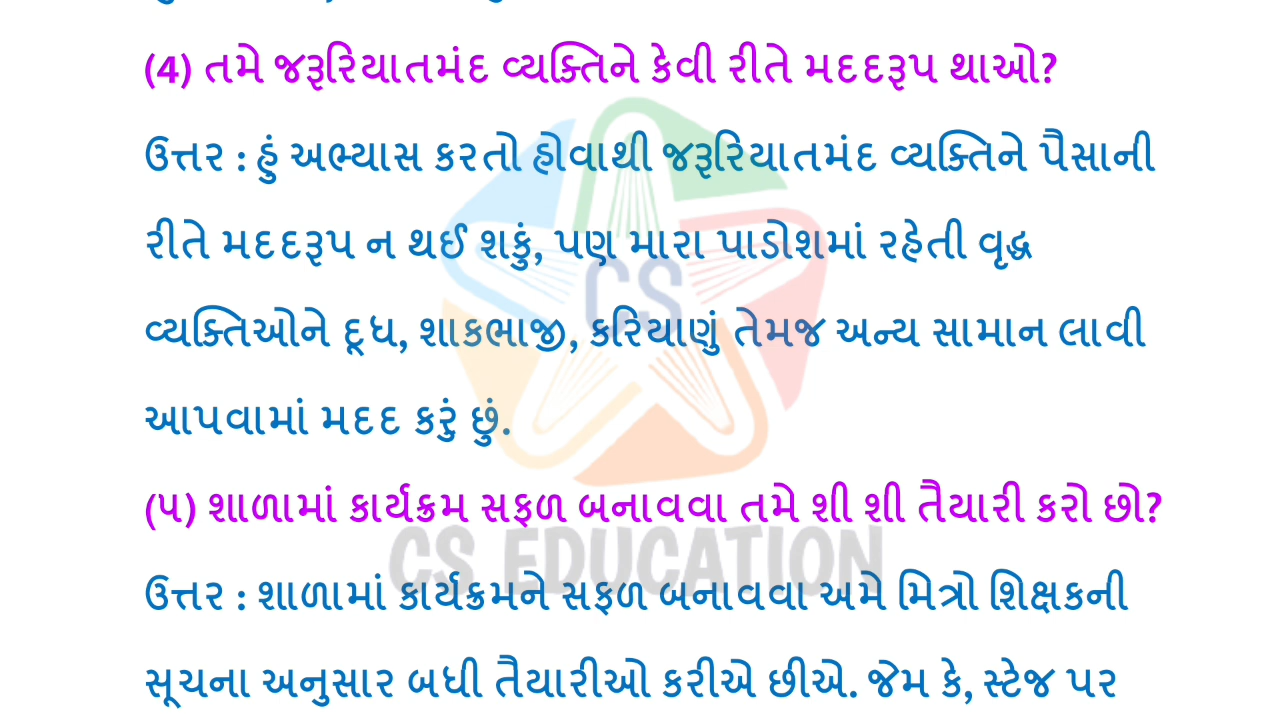 (4) તમે જરૂરિયાતમંદ વ્યક્તિને કેવી રીતે મદદરૂપ થાઓ?
ઉત્તર : હું અભ્યાસ કરતો હોવાથી જરૂરિયાતમંદ વ્યક્તિને પૈસાની
રીતે મદદરૂપ ન થઈ શકું, પણ મારા પાડોશમાં રહેતી વૃદ્ધ
CS
વ્યક્તિઓને દૂધ, શાકભાજી, કરિયાણું તેમજ અન્ય સામાન લાવી
આપવામાં મદદ કરું છું.
(૫) શાળામાં કાર્યક્રમ સફળ બનાવવા તમે શી શી તૈયારી કરો છો?
CS EDUCATION
ઉત્તર : શાળામાં કાર્યક્રમને સફળ બનાવવા અમે મિત્રો શિક્ષકની
સૂચના અનુસાર બધી તૈયારીઓ કરીએ છીએ. જેમ કે, સ્ટેજ પર